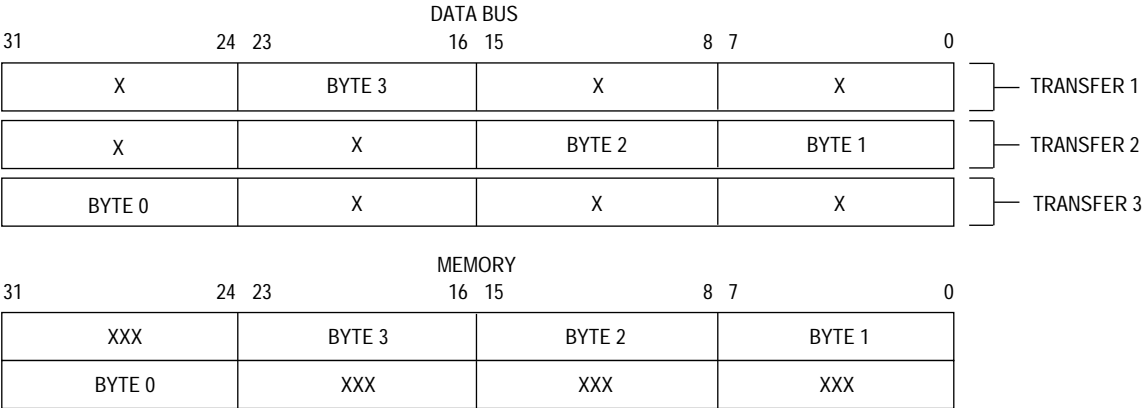 DATA BUS
31 24 23 16 15 8 7 0
X BYTE 3 X X TRANSFER 1
X X BYTE 2 BYTE 1 TRANSFER 2
BYTE 0 X X X TRANSFER 3
MEMORY
31 24 23 16 15 8 7 0
XXX BYTE 3 BYTE 2 BYTE 1
BYTE 0 XXX XXX XXX